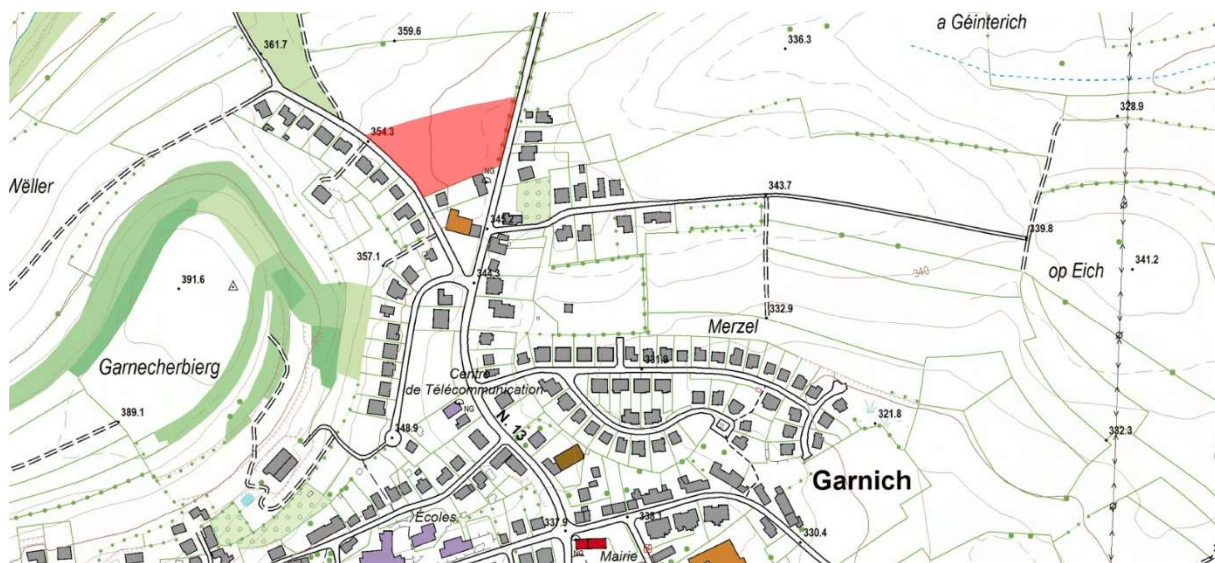 a Géinterich
361.7
359.6
336.3
328.9
354.3
Wëller
NG
343.7
345.2
339.8
357.1
344.3
340
op Eich
341.2
391.6
332.9
Merzel
Garnecherbierg
331.9
Centre
de Télécommunication
NG
389.1
348.9
N. 13
321.8
332.3
Garnich
Écoles
337.9
338.1
330.4
NG
Mairie